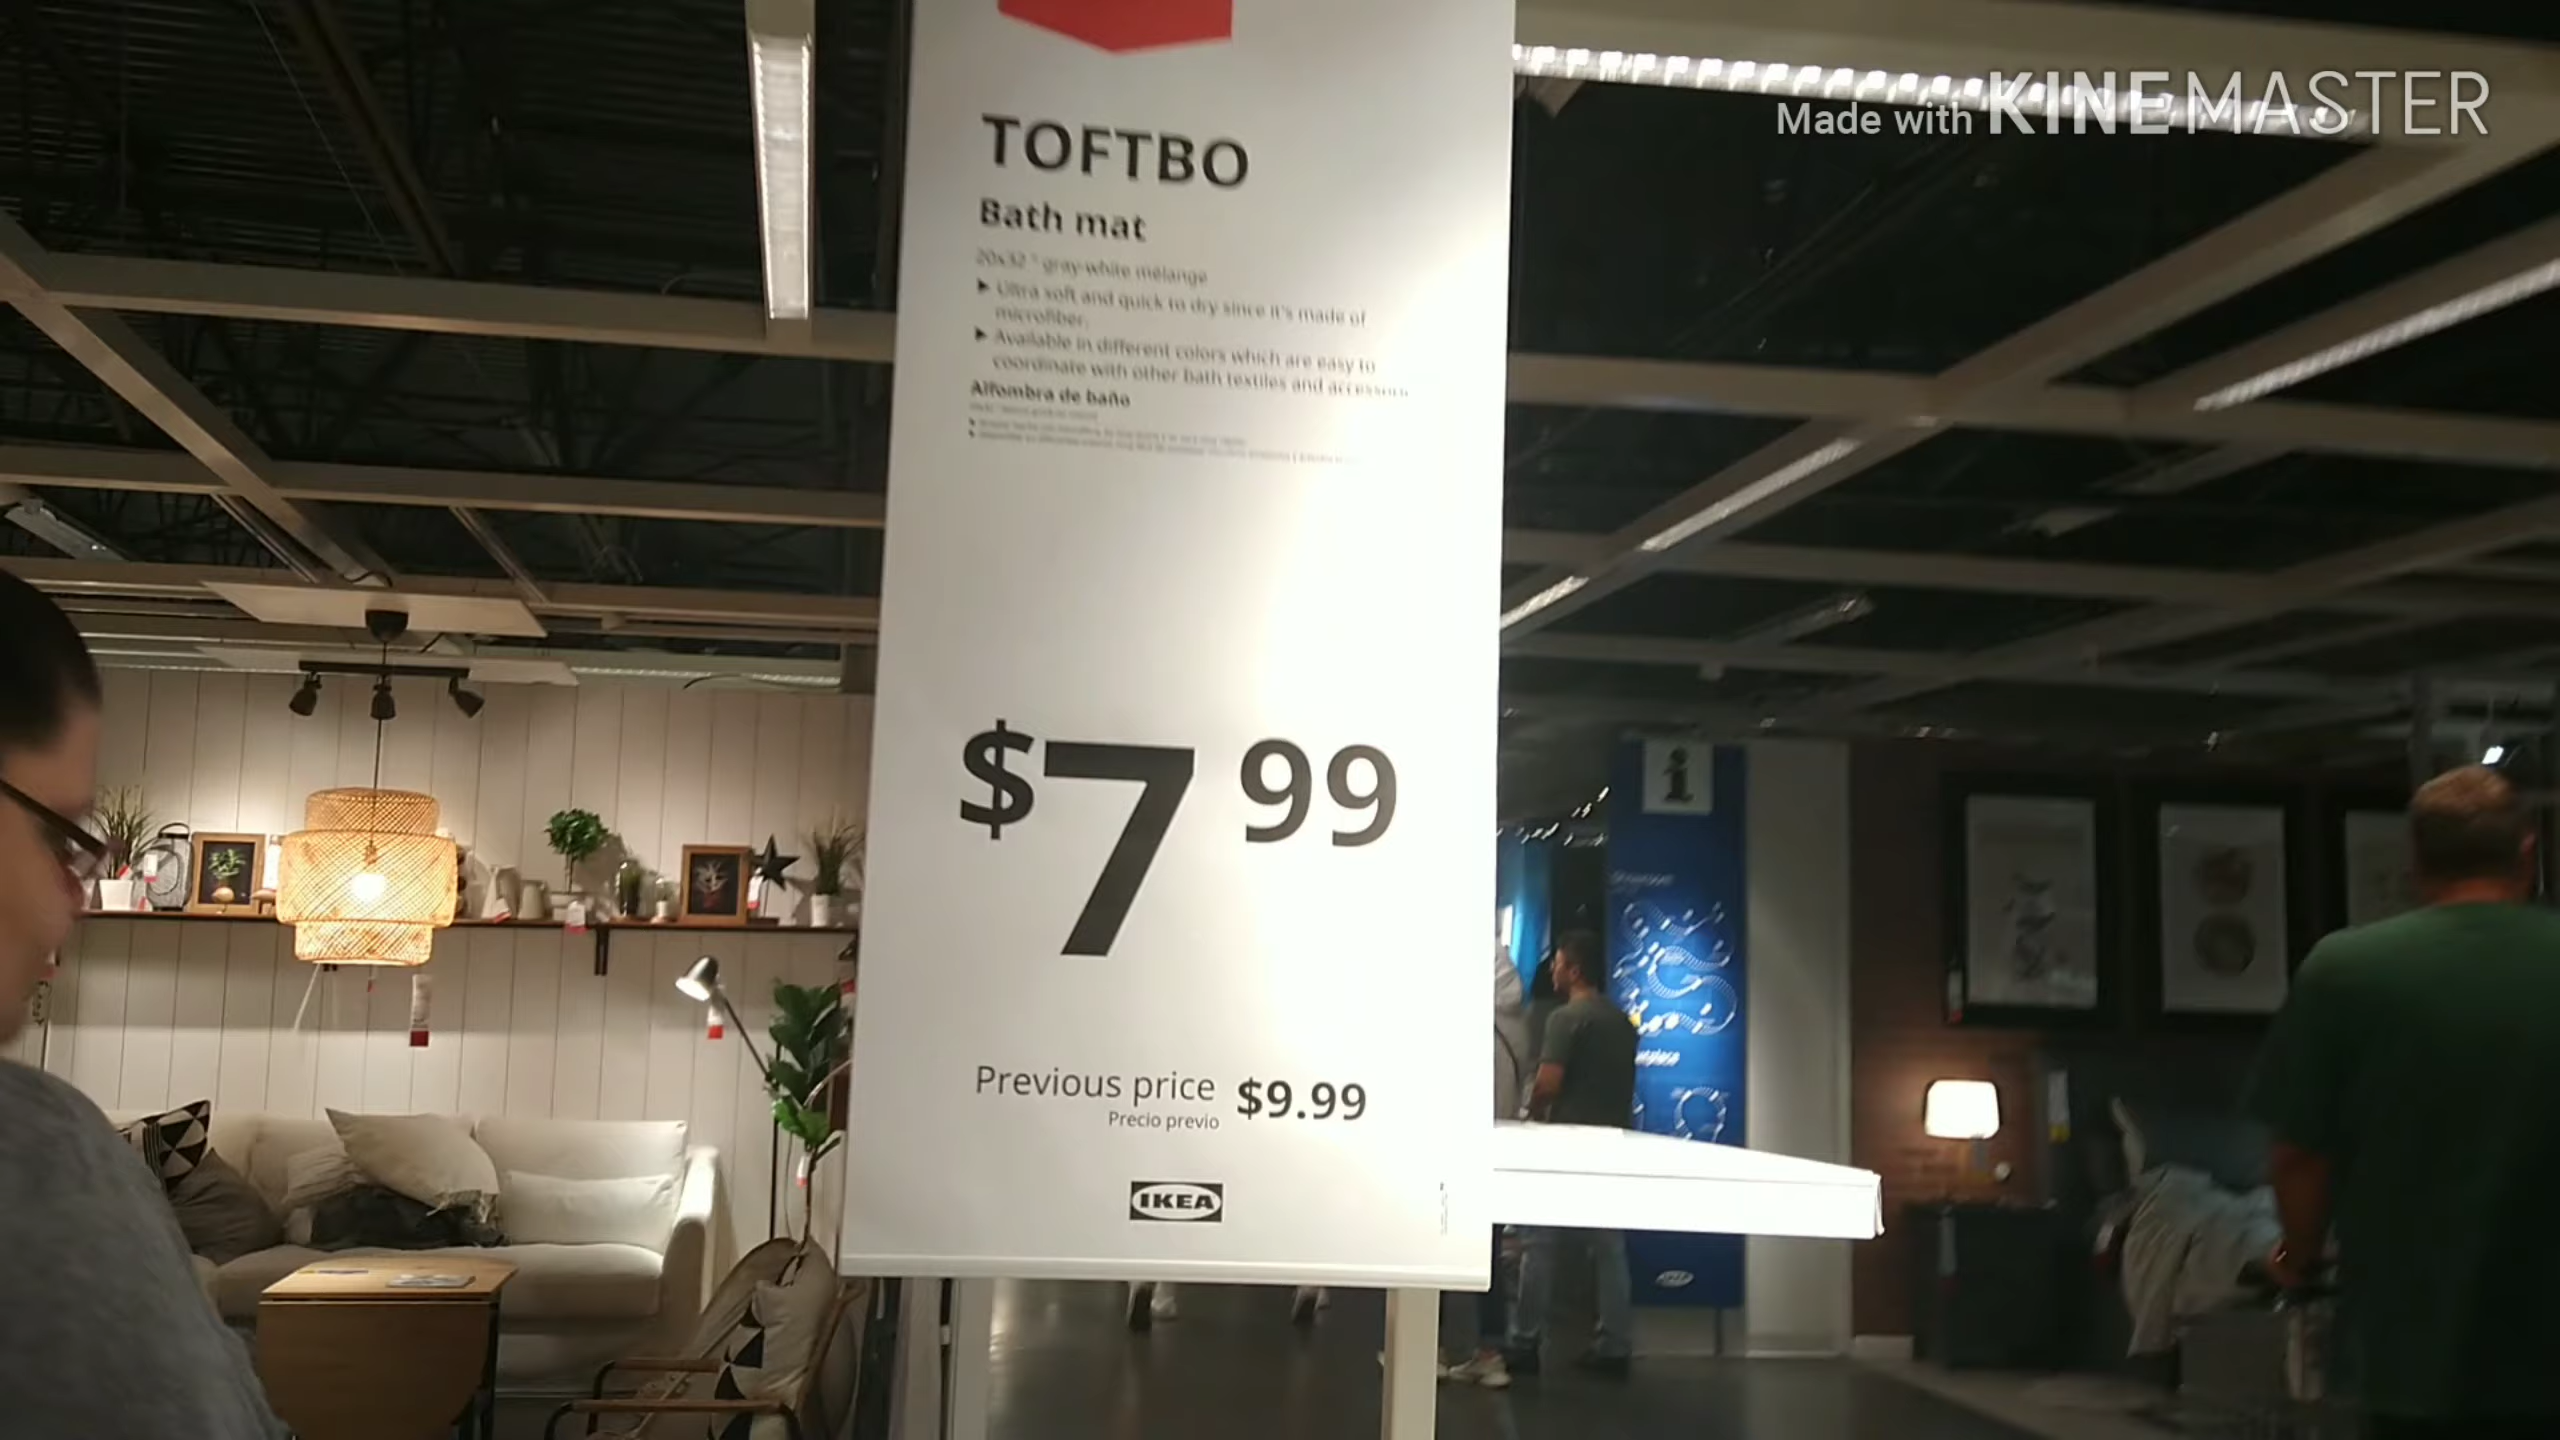 Made with KINEMASTER
TOFTBO
Bath mat
20x32 " gray-white mélange
▶ Ultra soft and quick to dry since it's made of
microfiber.
▶ Available in different colors which are easy to
coordinate with other bath textiles and
Alfombra de baño
$7 99
Previous price $9.99
Precio previo
IKEA
i
Showroom